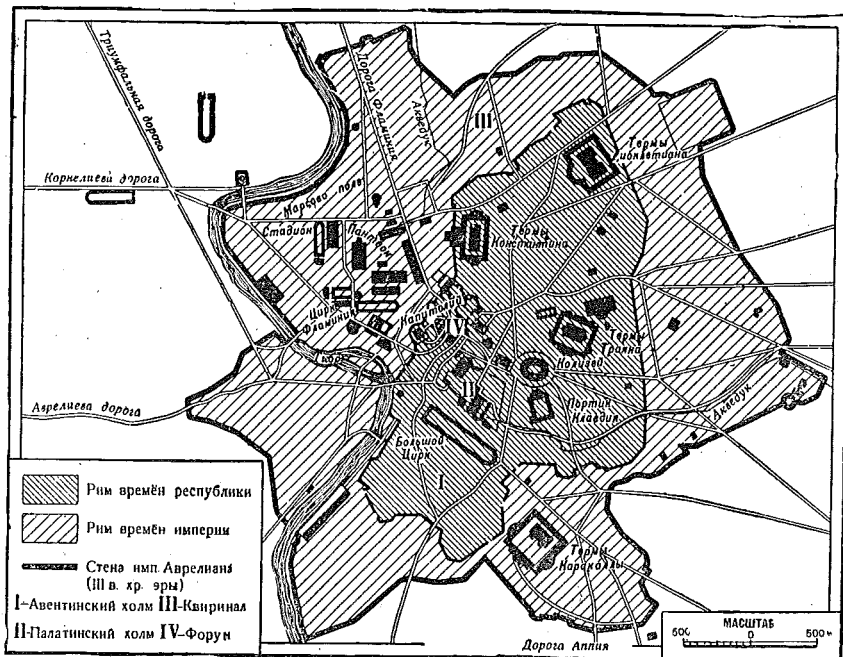 Триумфальная дорога
Дорога Фламиния
Акведук
III
Термы
Диоклетиана
Корнелиева дорога
Марсово поле
Стадион
Пантеон
Термы
Константина
Цирк
Фламиния
Капитолий
IV
Термы
Траяна
Колизей
II
Портик
Клавдия
Акведук
Аврелиева дорога
Большой
Цирк
I
Термы
Каракаллы
Дорога Аппия
Рим времён республики
Рим времён империи
Стена имп. Аврелиана
(III в. хр. эры)
I–Авентинский холм III–Квиринал
II–Палатинский холм IV–Форум
МАСШТАБ
500 0 500 м